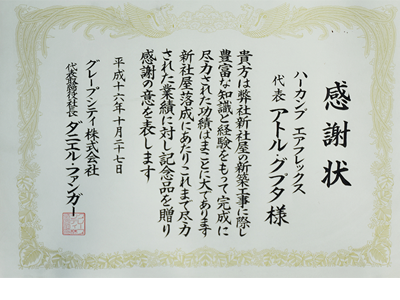 感謝状
ハーカンプ エアフレックス
代表 アトル・グプタ 様
貴方は弊社新社屋の新築工事に際し
豊富な知識と経験をもって完成に
尽力された功績はまことに大であります
新社屋落成にあたりこれまで尽力
された業績に対し記念品を贈り
感謝の意を表します
平成十六年十月二十七日
グレープシティ株式会社
代表取締役社長 ダニエル・ファンガー